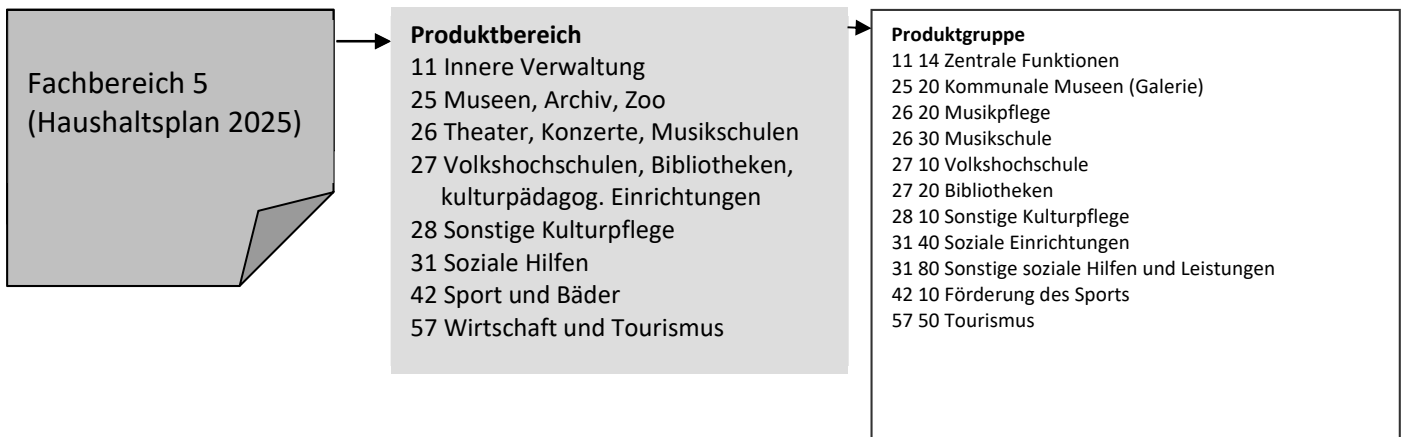 Fachbereich 5
(Haushaltsplan 2025)
Produktbereich
11 Innere Verwaltung
25 Museen, Archiv, Zoo
26 Theater, Konzerte, Musikschulen
27 Volkshochschulen, Bibliotheken,
kulturpädagog. Einrichtungen
28 Sonstige Kulturpflege
31 Soziale Hilfen
42 Sport und Bäder
57 Wirtschaft und Tourismus
Produktgruppe
11 14 Zentrale Funktionen
25 20 Kommunale Museen (Galerie)
26 20 Musikpflege
26 30 Musikschule
27 10 Volkshochschule
27 20 Bibliotheken
28 10 Sonstige Kulturpflege
31 40 Soziale Einrichtungen
31 80 Sonstige soziale Hilfen und Leistungen
42 10 Förderung des Sports
57 50 Tourismus